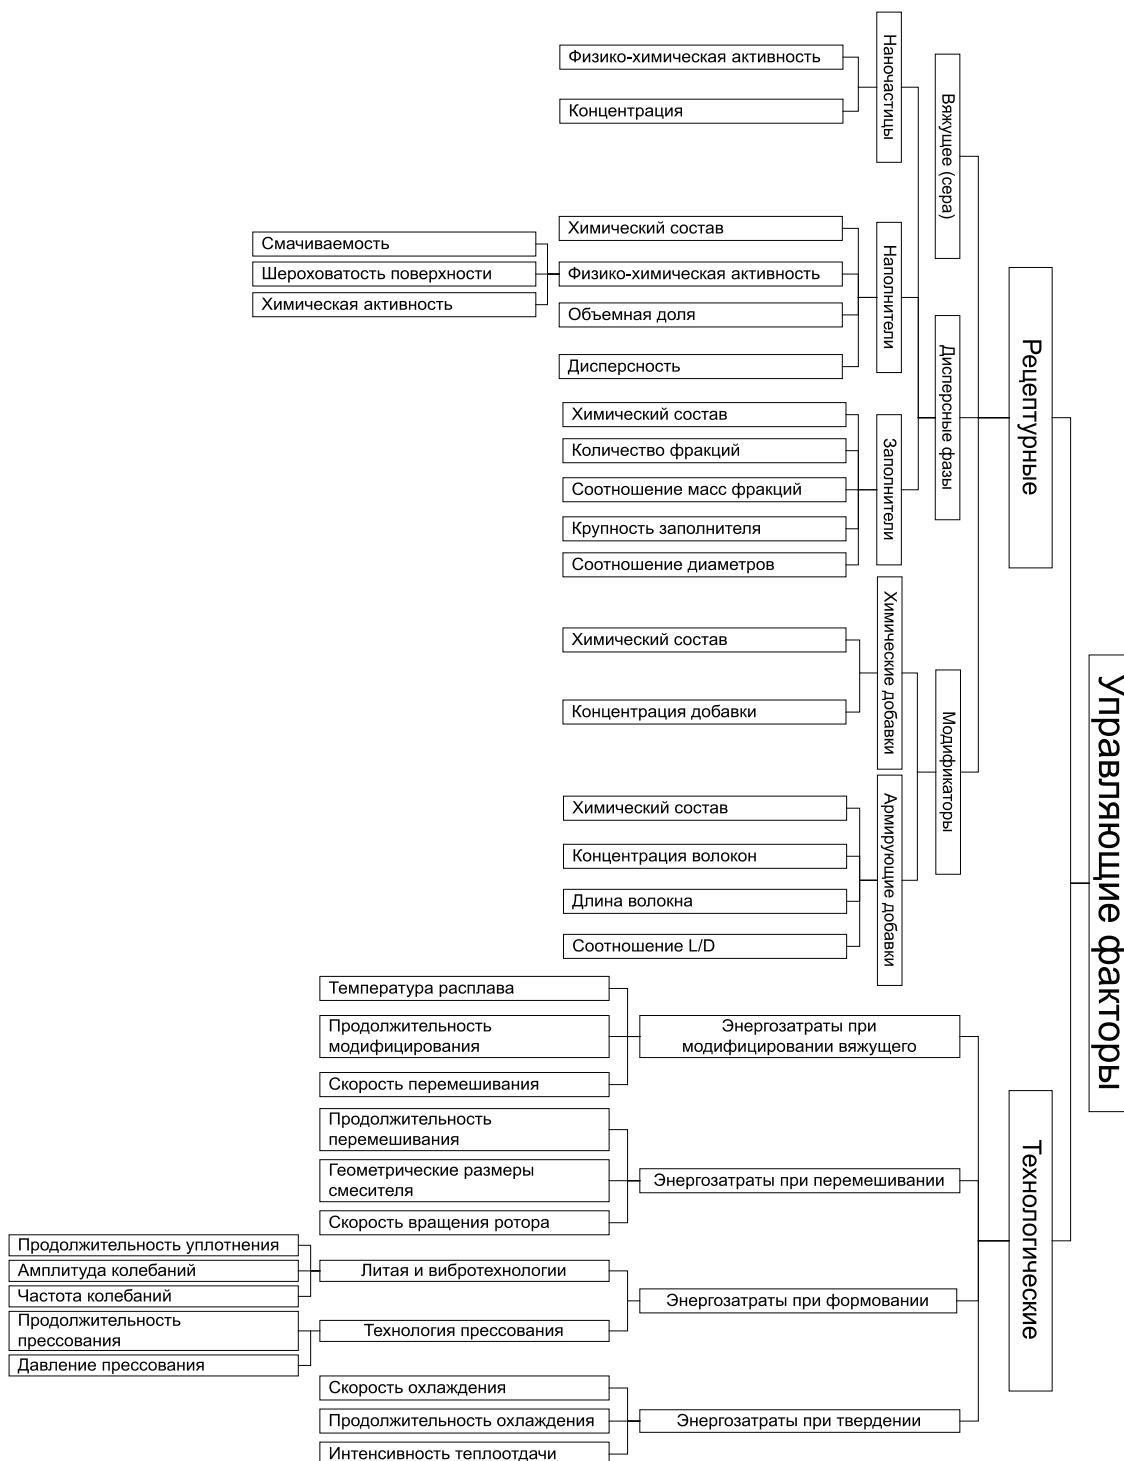 Управляющие факторы
Рецептурные
Вяжущее (сера)
Дисперсные фазы
Наночастицы
Физико-химическая активность
Концентрация
Наполнители
Химический состав
Физико-химическая активность
Смачиваемость
Шероховатость поверхности
Химическая активность
Объемная доля
Дисперсность
Заполнители
Химический состав
Количество фракций
Соотношение масс фракций
Крупность заполнителя
Соотношение диаметров
Модификаторы
Химические добавки
Химический состав
Концентрация добавки
Армирующие добавки
Химический состав
Концентрация волокон
Длина волокна
Соотношение L/D
Технологические
Энергозатраты при
модифицировании вяжущего
Температура расплава
Продолжительность
модифицирования
Скорость перемешивания
Энергозатраты при перемешивании
Продолжительность
перемешивания
Геометрические размеры
смесителя
Скорость вращения ротора
Энергозатраты при формовании
Литая и вибротехнологии
Продолжительность уплотнения
Амплитуда колебаний
Частота колебаний
Технология прессования
Продолжительность
прессования
Давление прессования
Энергозатраты при твердении
Скорость охлаждения
Продолжительность охлаждения
Интенсивность теплоотдачи